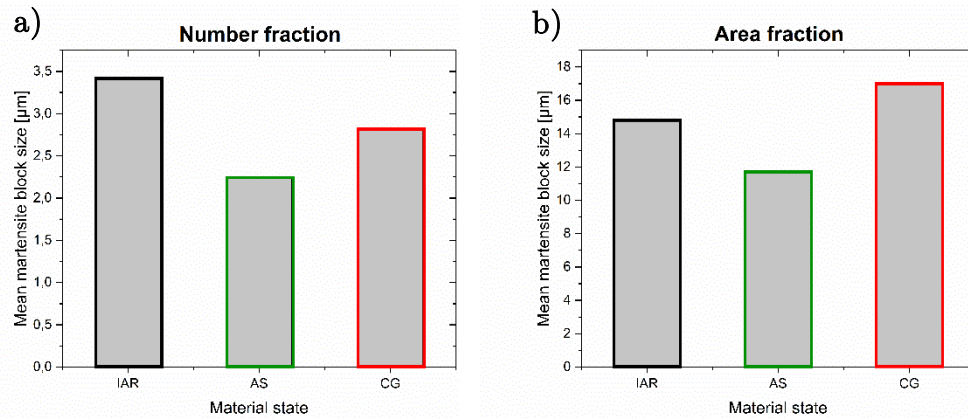 a)
Number fraction
Mean martensite block size [µm]
3,5
3,0
2,5
2,0
1,5
1,0
0,5
0,0
IAR AS CG
Material state
b)
Area fraction
Mean martensite block size [µm]
18
16
14
12
10
8
6
4
2
0
IAR AS CG
Material state